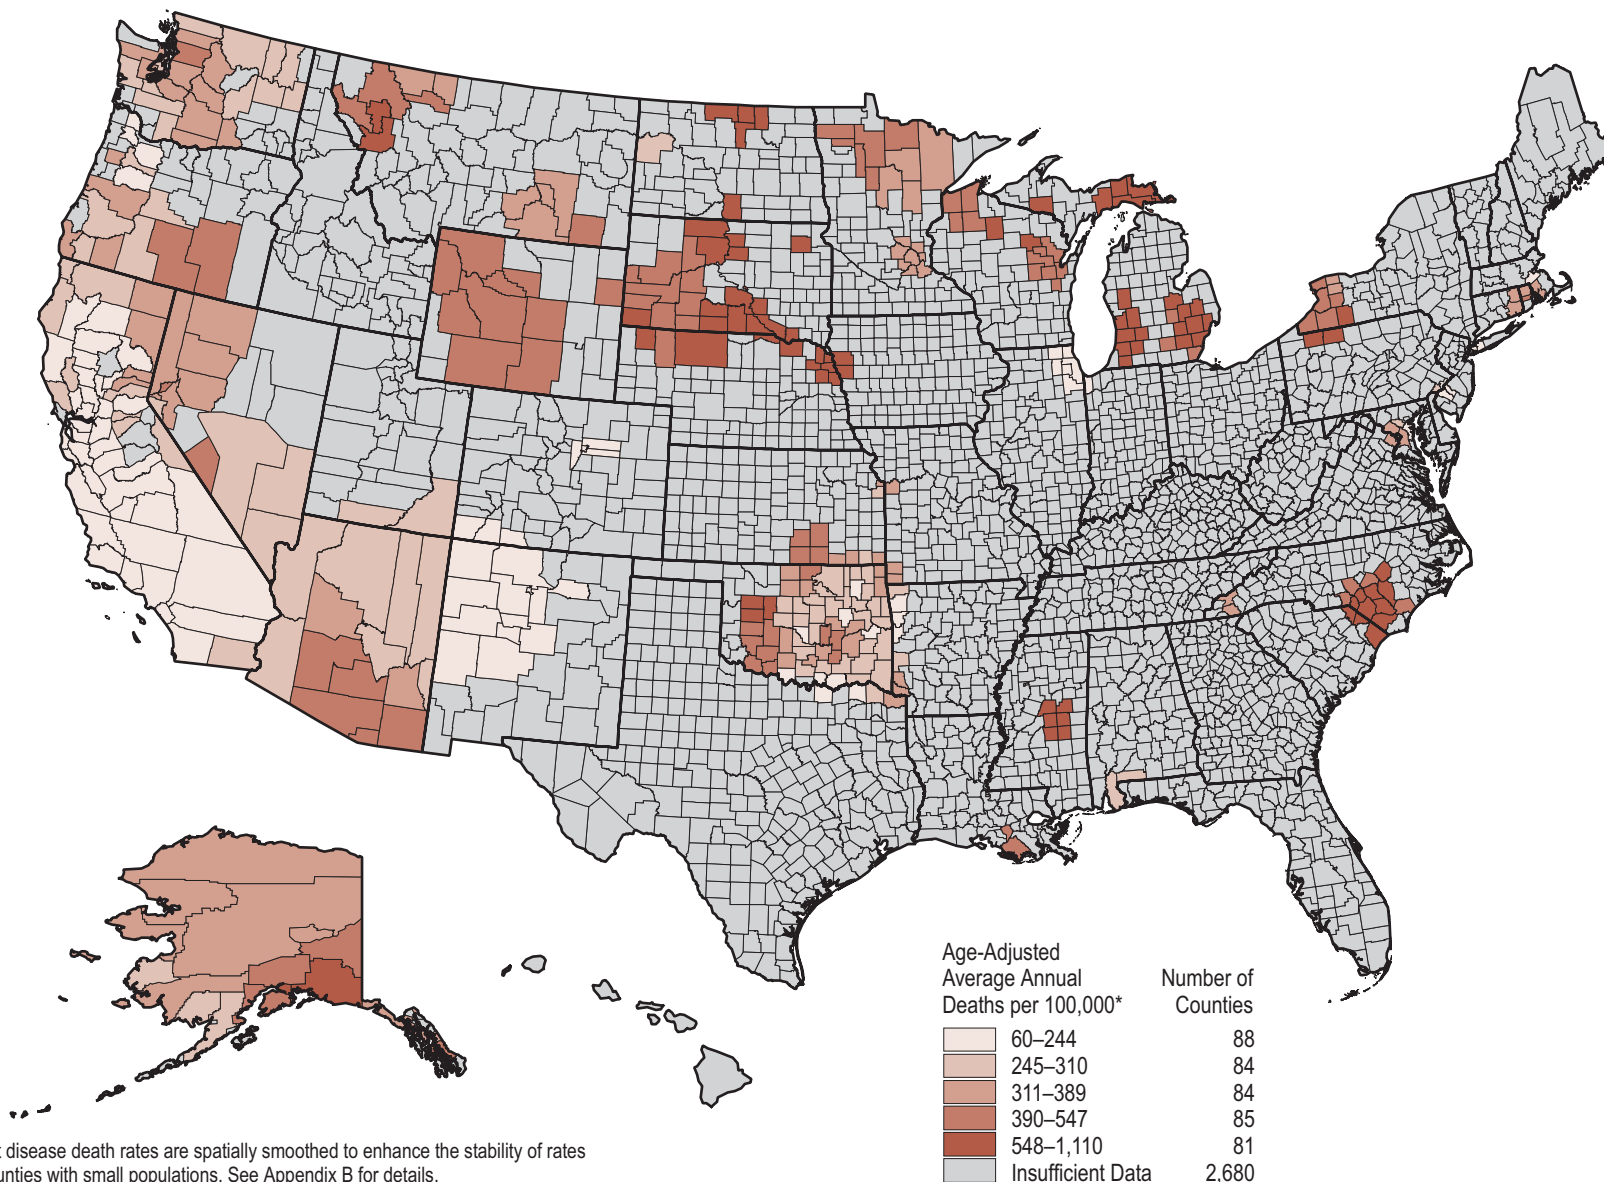 Age-Adjusted
Average Annual Number of
Deaths per 100,000* Counties
60–244 88
245–310 84
311–389 84
390–547 85
548–1,110 81
Insufficient Data 2,680
disease death rates are spatially smoothed to enhance the stability of rates
with small populations. See Appendix B for details.